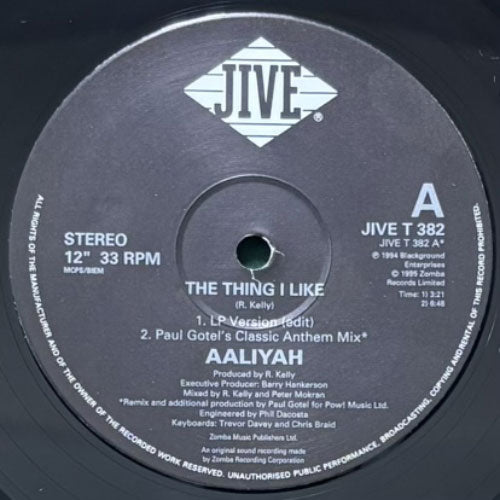 JIVE
®
A
JIVE T 382
JIVE T 382 A*
STEREO
12" 33 RPM
MCPS/BIEM
℗ 1994 Blackground
Enterprises
© 1995 Zomba
Records Limited
Time: 1) 3:21
2) 6:48
THE THING I LIKE
(R. Kelly)
1. LP Version (edit)
2. Paul Gotel's Classic Anthem Mix*
AALIYAH
Produced by R. Kelly
Executive Producer: Barry Hankerson
Mixed by R. Kelly and Peter Mokran
*Remix and additional production by Paul Gotel for Pow! Music Ltd.
Engineered by Phil Dacosta
Keyboards: Trevor Davey and Chris Braid
Zomba Music Publishers Ltd.
An original sound recording made
by Zomba Recording Corporation
ALL RIGHTS OF THE MANUFACTURER AND OF THE OWNER OF THE RECORDED WORK RESERVED. UNAUTHORISED PUBLIC PERFORMANCE, BROADCASTING, COPYING AND RENTAL OF THIS RECORD PROHIBITED.